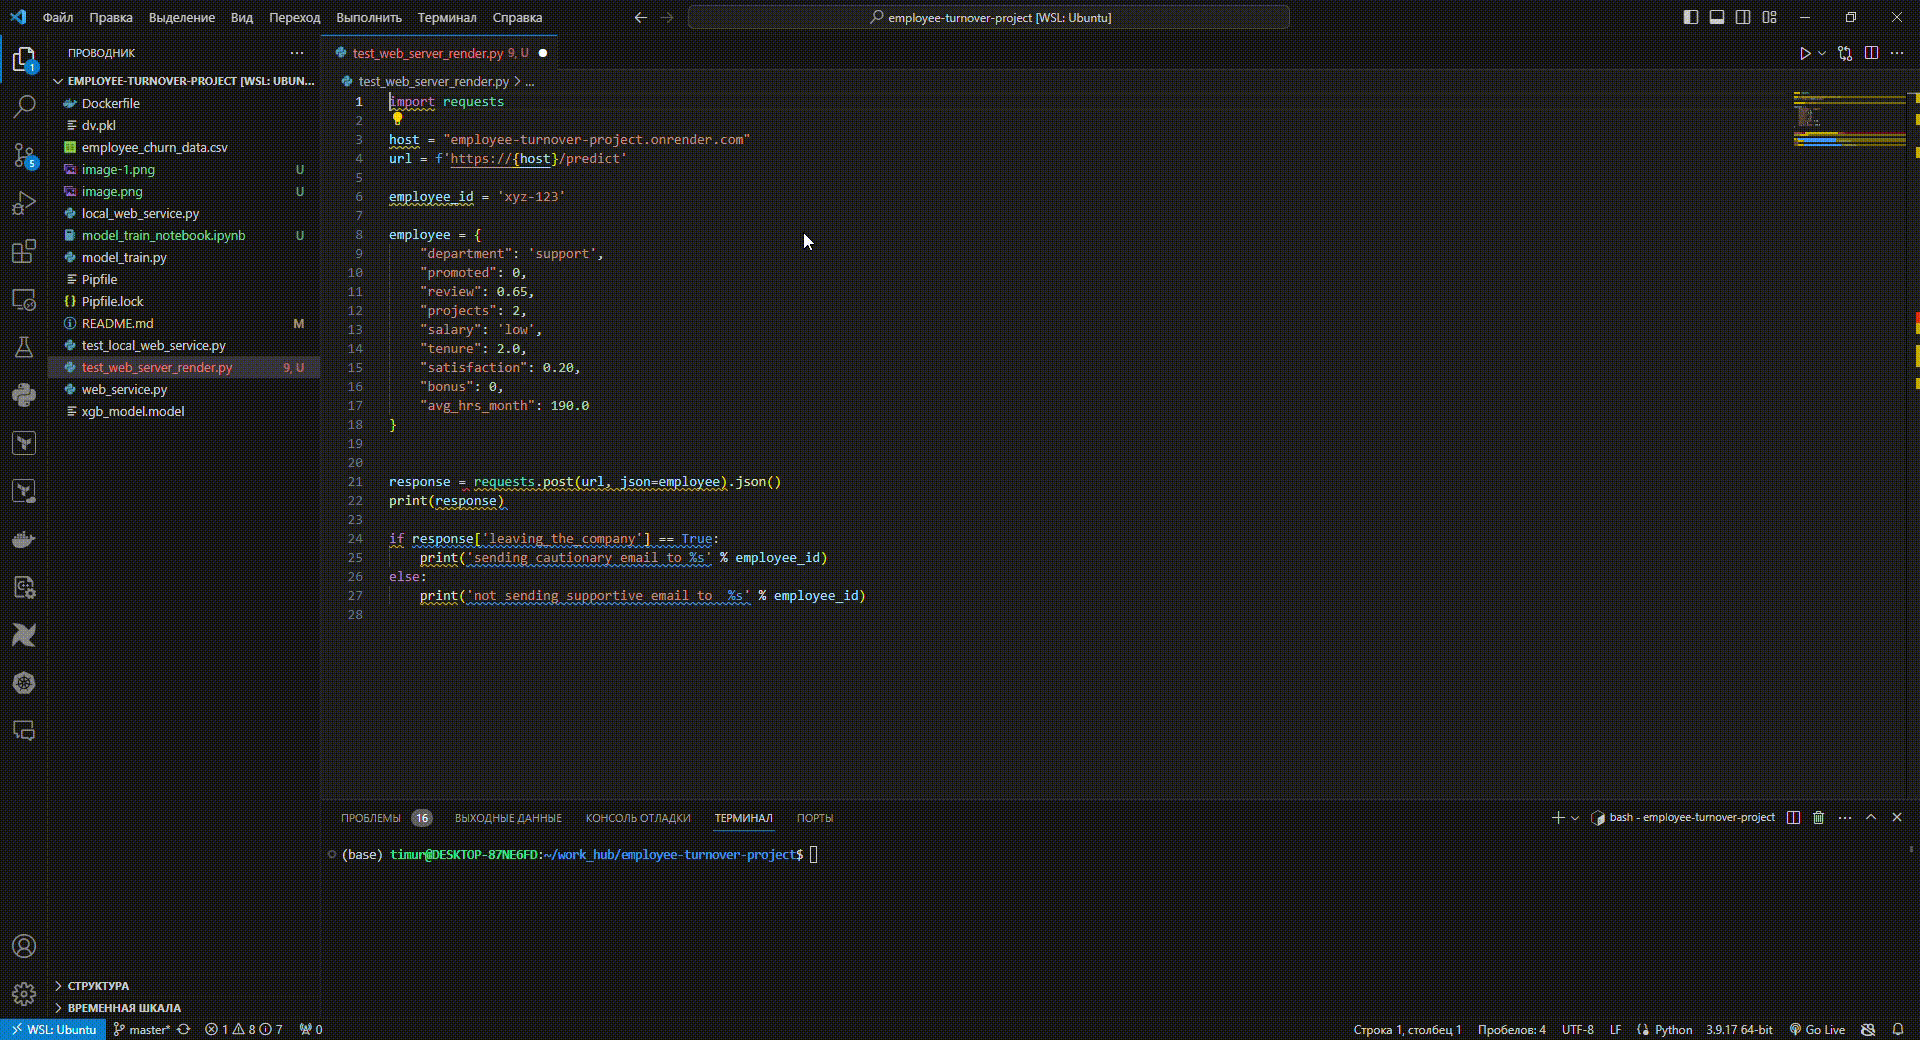 Файл Правка Выделение Вид Переход Выполнить Терминал Справка
employee-turnover-project [WSL: Ubuntu]
ПРОВОДНИК
EMPLOYEE-TURNOVER-PROJECT [WSL: UBUN...
Dockerfile
dv.pkl
employee_churn_data.csv
image-1.png U
image.png U
local_web_service.py
model_train_notebook.ipynb U
model_train.py
Pipfile
Pipfile.lock
README.md M
test_local_web_service.py
test_web_server_render.py 9, U
web_service.py
xgb_model.model
СТРУКТУРА
ВРЕМЕННАЯ ШКАЛА
1
5
test_web_server_render.py 9, U
test_web_server_render.py > ...
1 import requests
2
3 host = "employee-turnover-project.onrender.com"
4 url = f'https://{host}/predict'
5
6 employee_id = 'xyz-123'
7
8 employee = {
9 "department": 'support',
10 "promoted": 0,
11 "review": 0.65,
12 "projects": 2,
13 "salary": 'low',
14 "tenure": 2.0,
15 "satisfaction": 0.20,
16 "bonus": 0,
17 "avg_hrs_month": 190.0
18 }
19
20
21 response = requests.post(url, json=employee).json()
22 print(response)
23
24 if response['leaving_the_company'] == True:
25 print('sending cautionary email to %s' % employee_id)
26 else:
27 print('not sending supportive email to  %s' % employee_id)
28
ПРОБЛЕМЫ 16 ВЫХОДНЫЕ ДАННЫЕ КОНСОЛЬ ОТЛАДКИ ТЕРМИНАЛ ПОРТЫ
bash - employee-turnover-project
(base) timur@DESKTOP-87NE6FD:~/work_hub/employee-turnover-project$
WSL: Ubuntu master* 1 8 7 0
Строка 1, столбец 1 Пробелов: 4 UTF-8 LF Python 3.9.17 64-bit Go Live